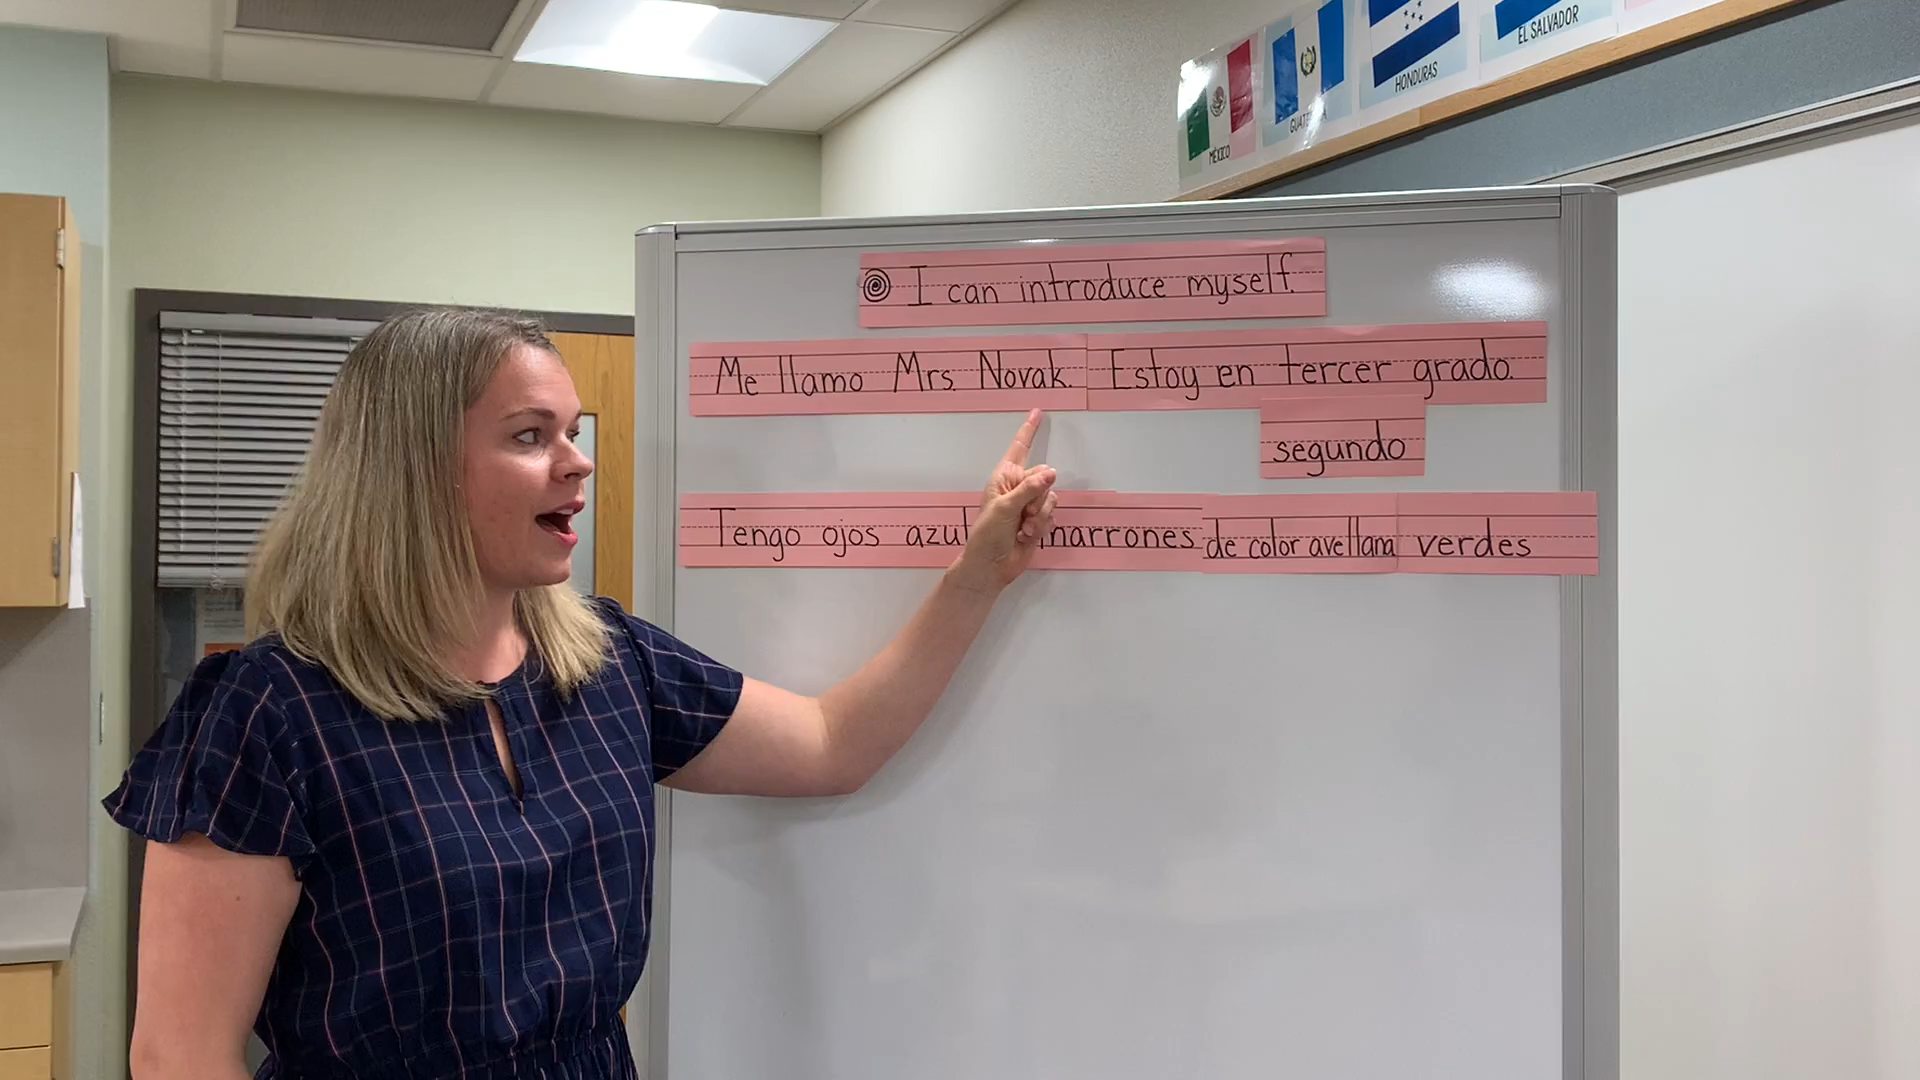 MÉXICO
HONDURAS
EL SALVADOR
I can introduce myself.
Me llamo Mrs. Novak. Estoy en tercer grado.
segundo
Tengo ojos marrones de color avellana verdes